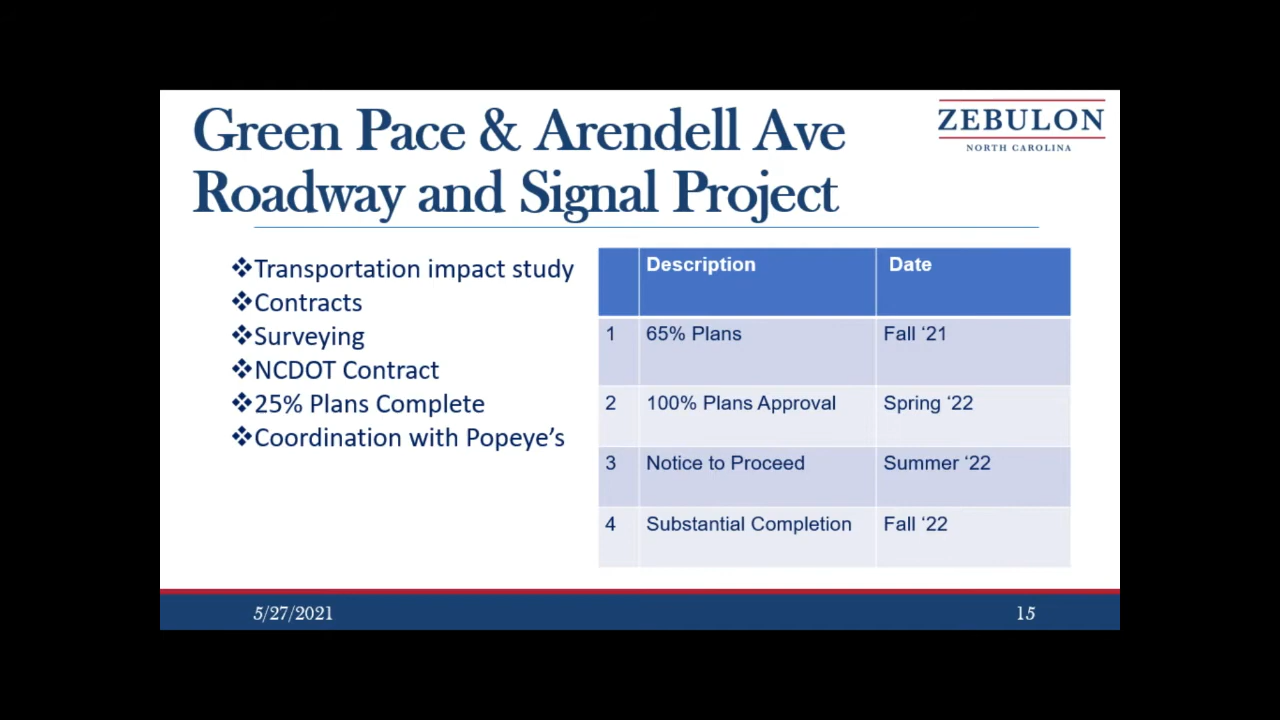 Green Pace & Arendell Ave
Roadway and Signal Project
ZEBULON
NORTH CAROLINA
❖Transportation impact study
❖Contracts
❖Surveying
❖NCDOT Contract
❖25% Plans Complete
❖Coordination with Popeye’s
Description Date
1 65% Plans Fall ‘21
2 100% Plans Approval Spring ‘22
3 Notice to Proceed Summer ‘22
4 Substantial Completion Fall ‘22
5/27/2021 15